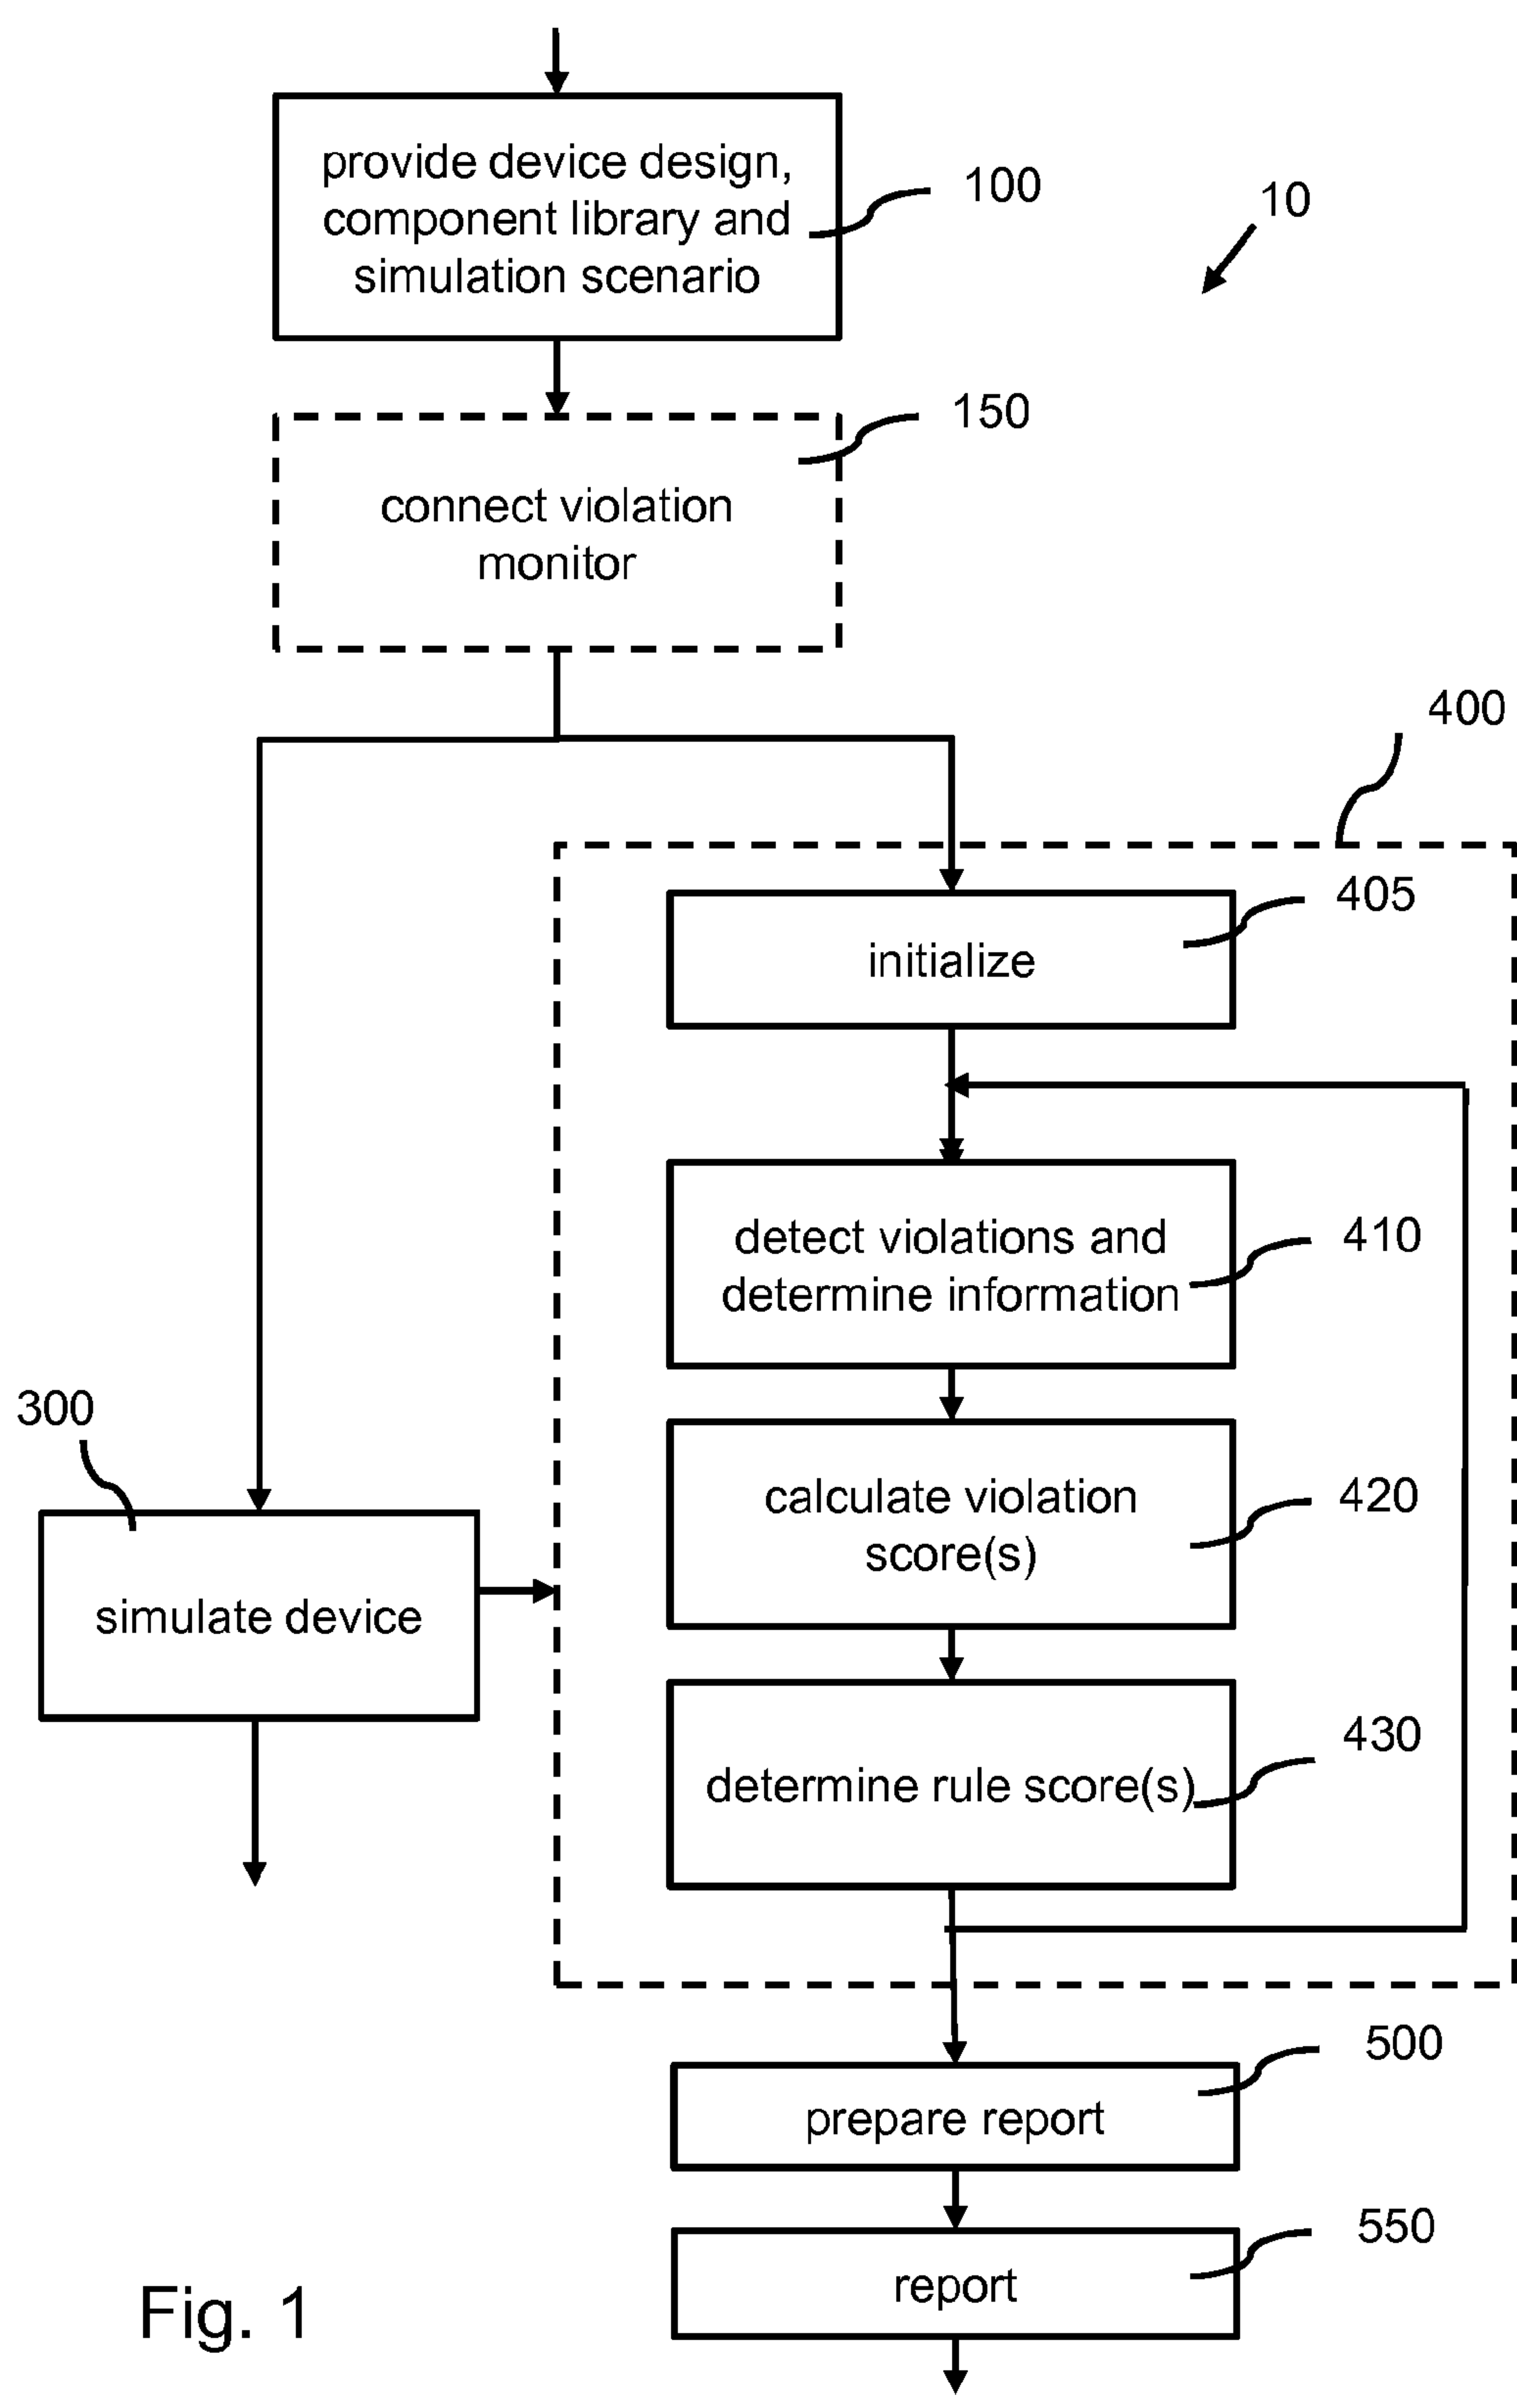 provide device design,
component library and
simulation scenario
100
10
150
connect violation
monitor
400
405
initialize
detect violations and
determine information
410
300
calculate violation
score(s)
420
simulate device
determine rule score(s)
430
500
prepare report
550
report
Fig. 1